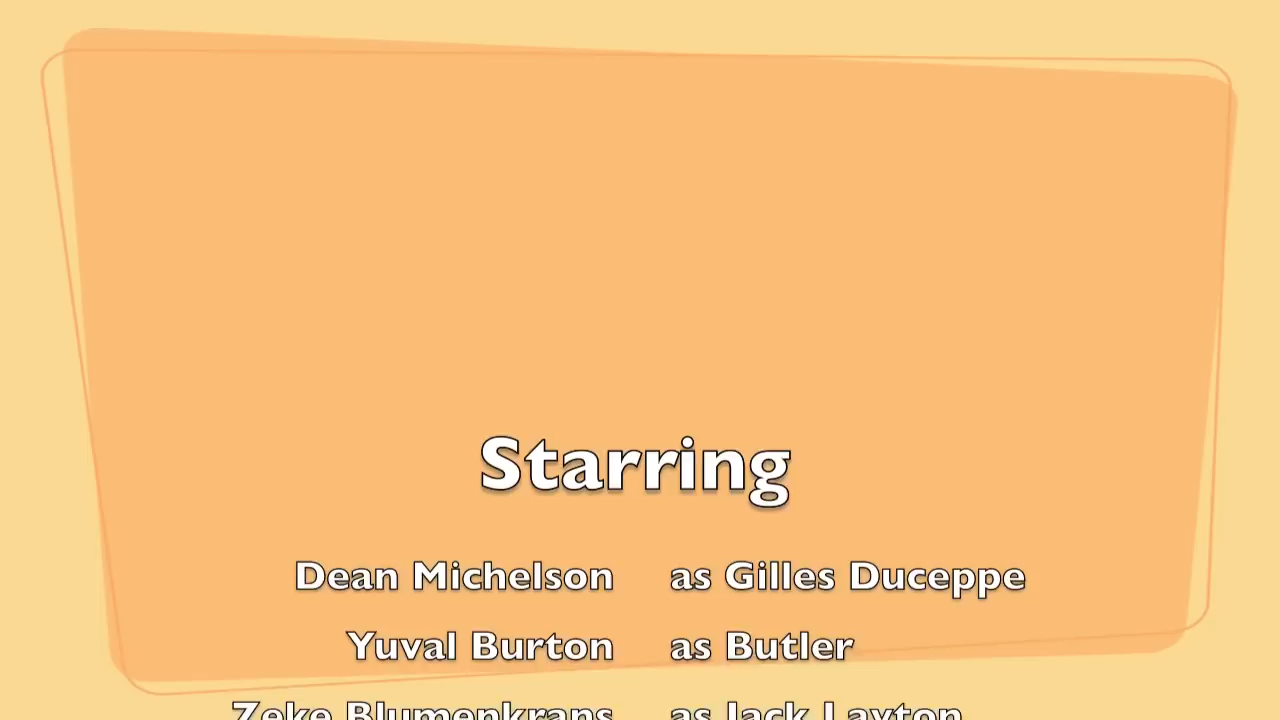 Starring
Dean Michelson as Gilles Duceppe
Yuval Burton as Butler
Zeke Blumenkrans as Jack Layton